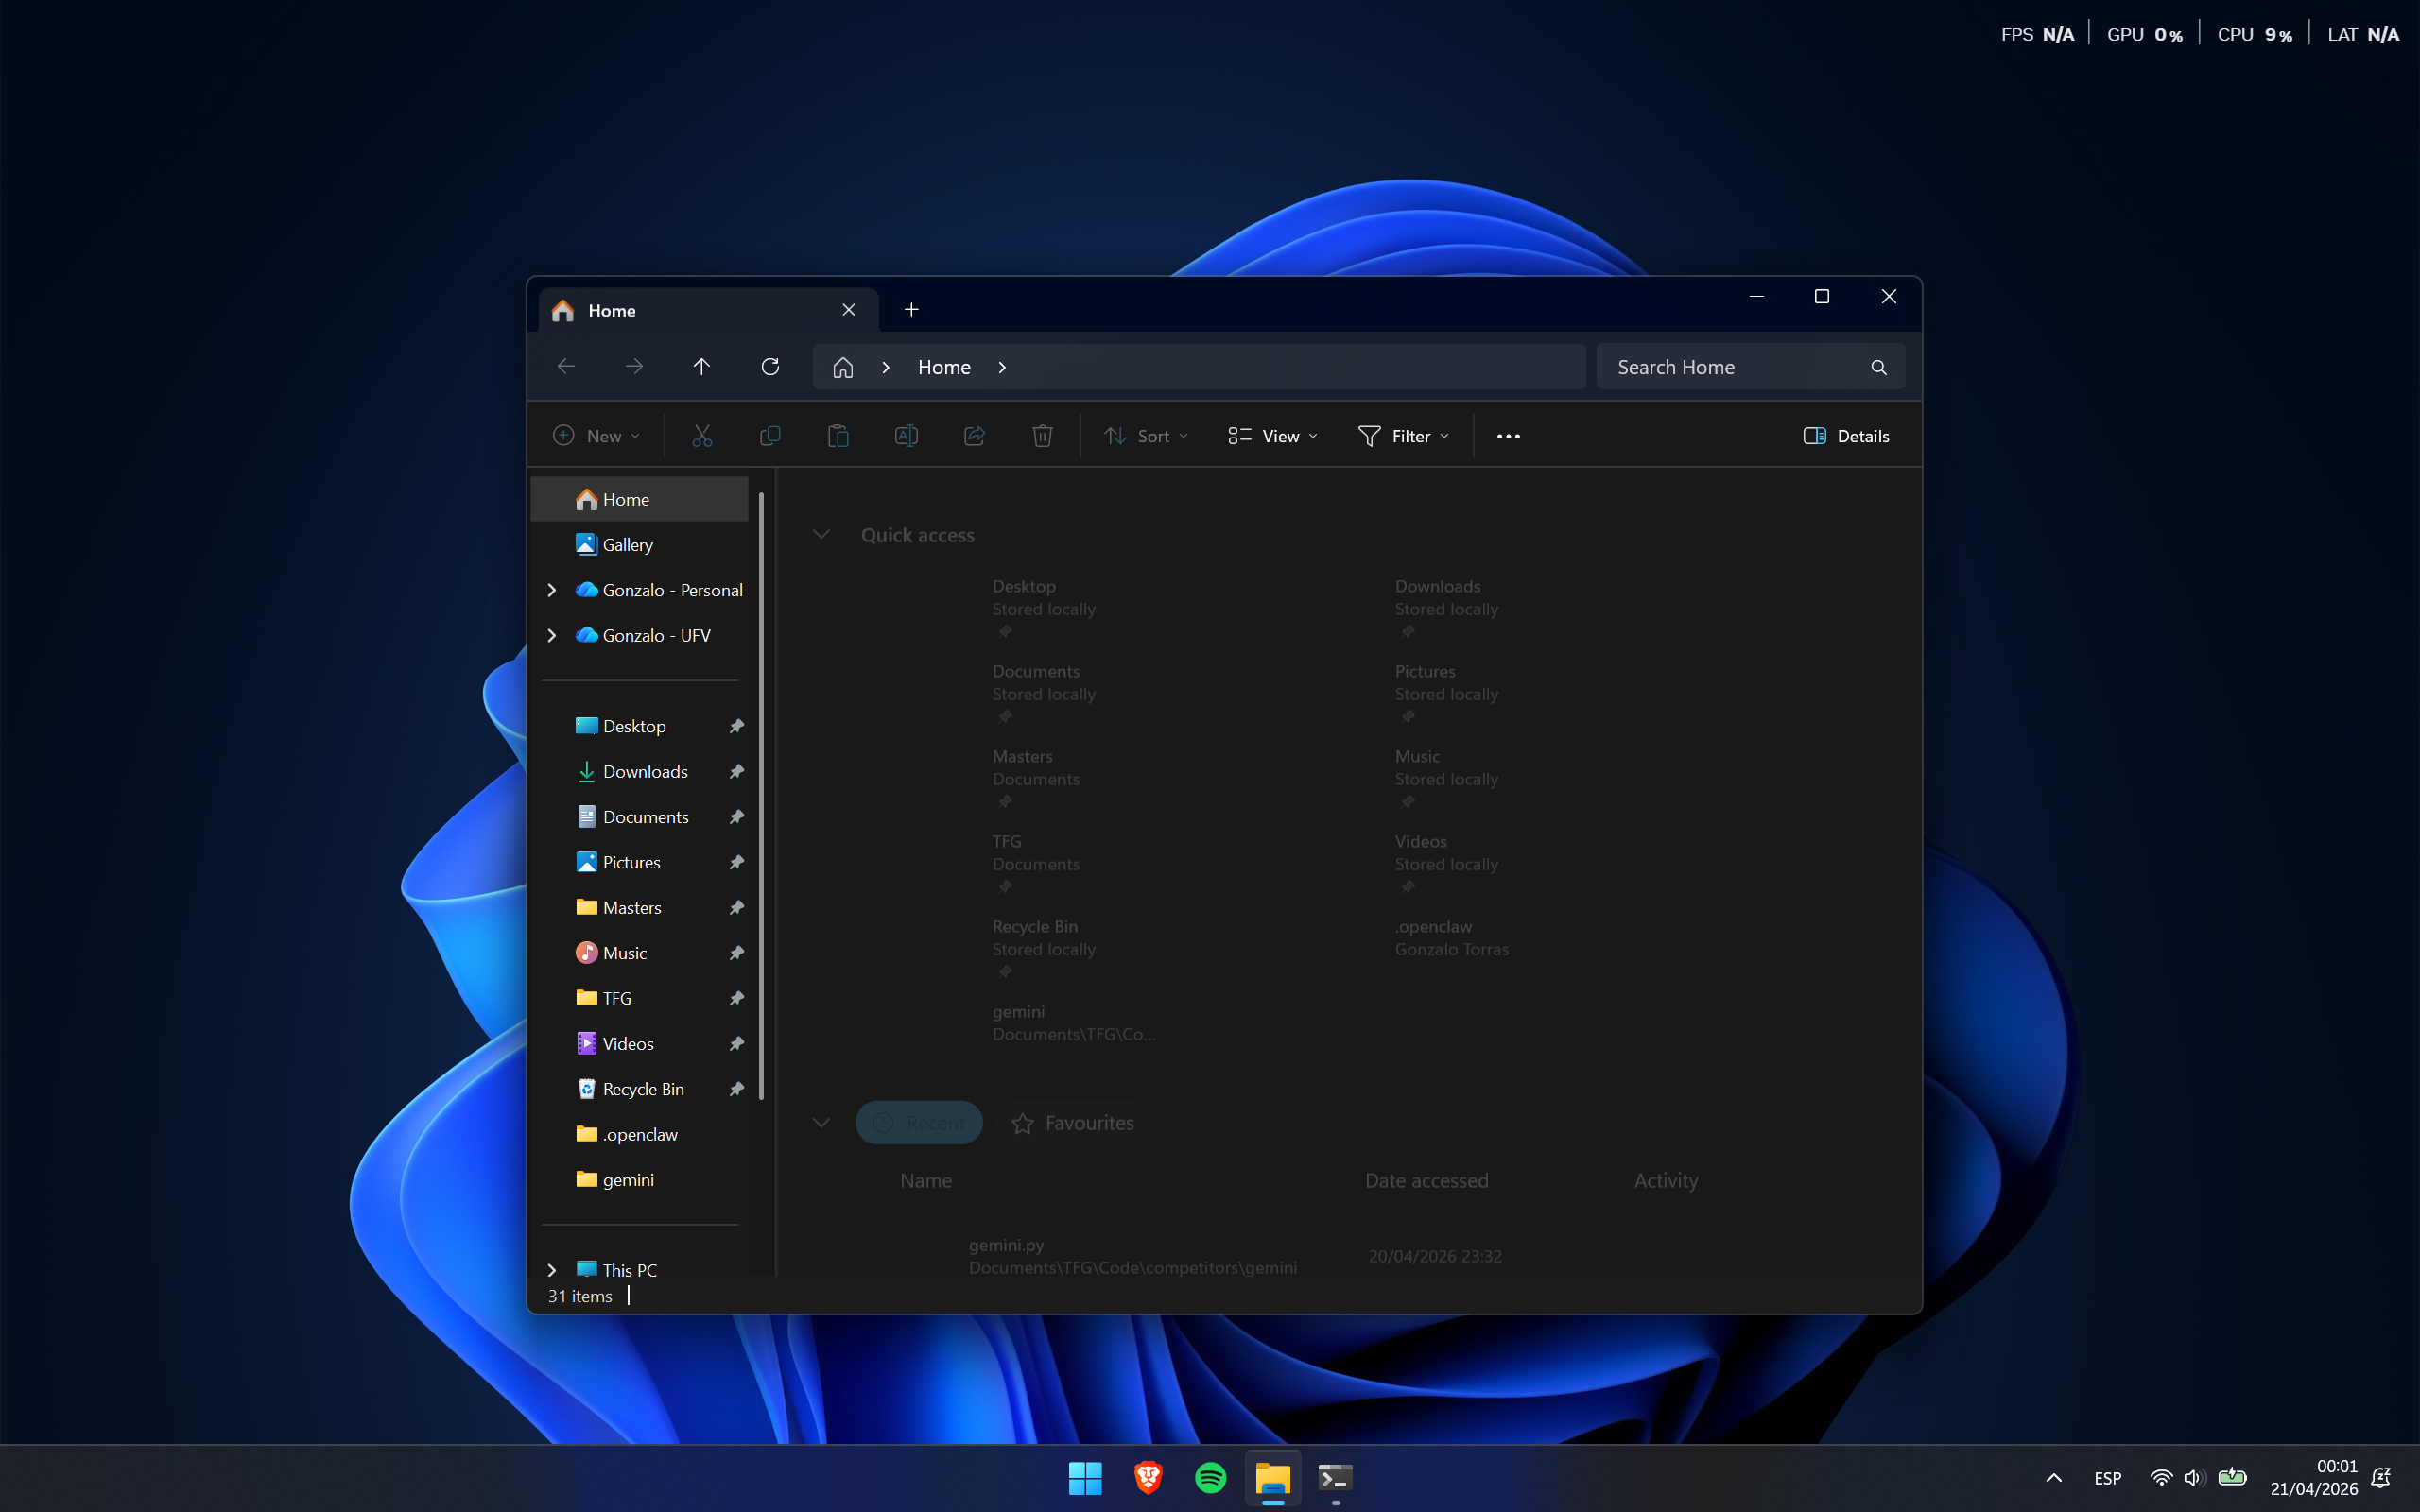 FPS N/A GPU 0% CPU 9% LAT N/A
Home
Home
Search Home
New
Sort
View
Filter
Details
Home
Gallery
Gonzalo - Personal
Gonzalo - UFV
Desktop
Downloads
Documents
Pictures
Masters
Music
TFG
Videos
Recycle Bin
.openclaw
gemini
This PC
Quick access
Desktop
Stored locally
Downloads
Stored locally
Documents
Stored locally
Pictures
Stored locally
Masters
Documents
Music
Stored locally
TFG
Documents
Videos
Stored locally
Recycle Bin
Stored locally
.openclaw
Gonzalo Torras
gemini
Documents\TFG\Co...
Recent
Favourites
Name Date accessed Activity
gemini.py
Documents\TFG\Code\competitors\gemini
20/04/2026 23:32
31 items
ESP
00:01
21/04/2026